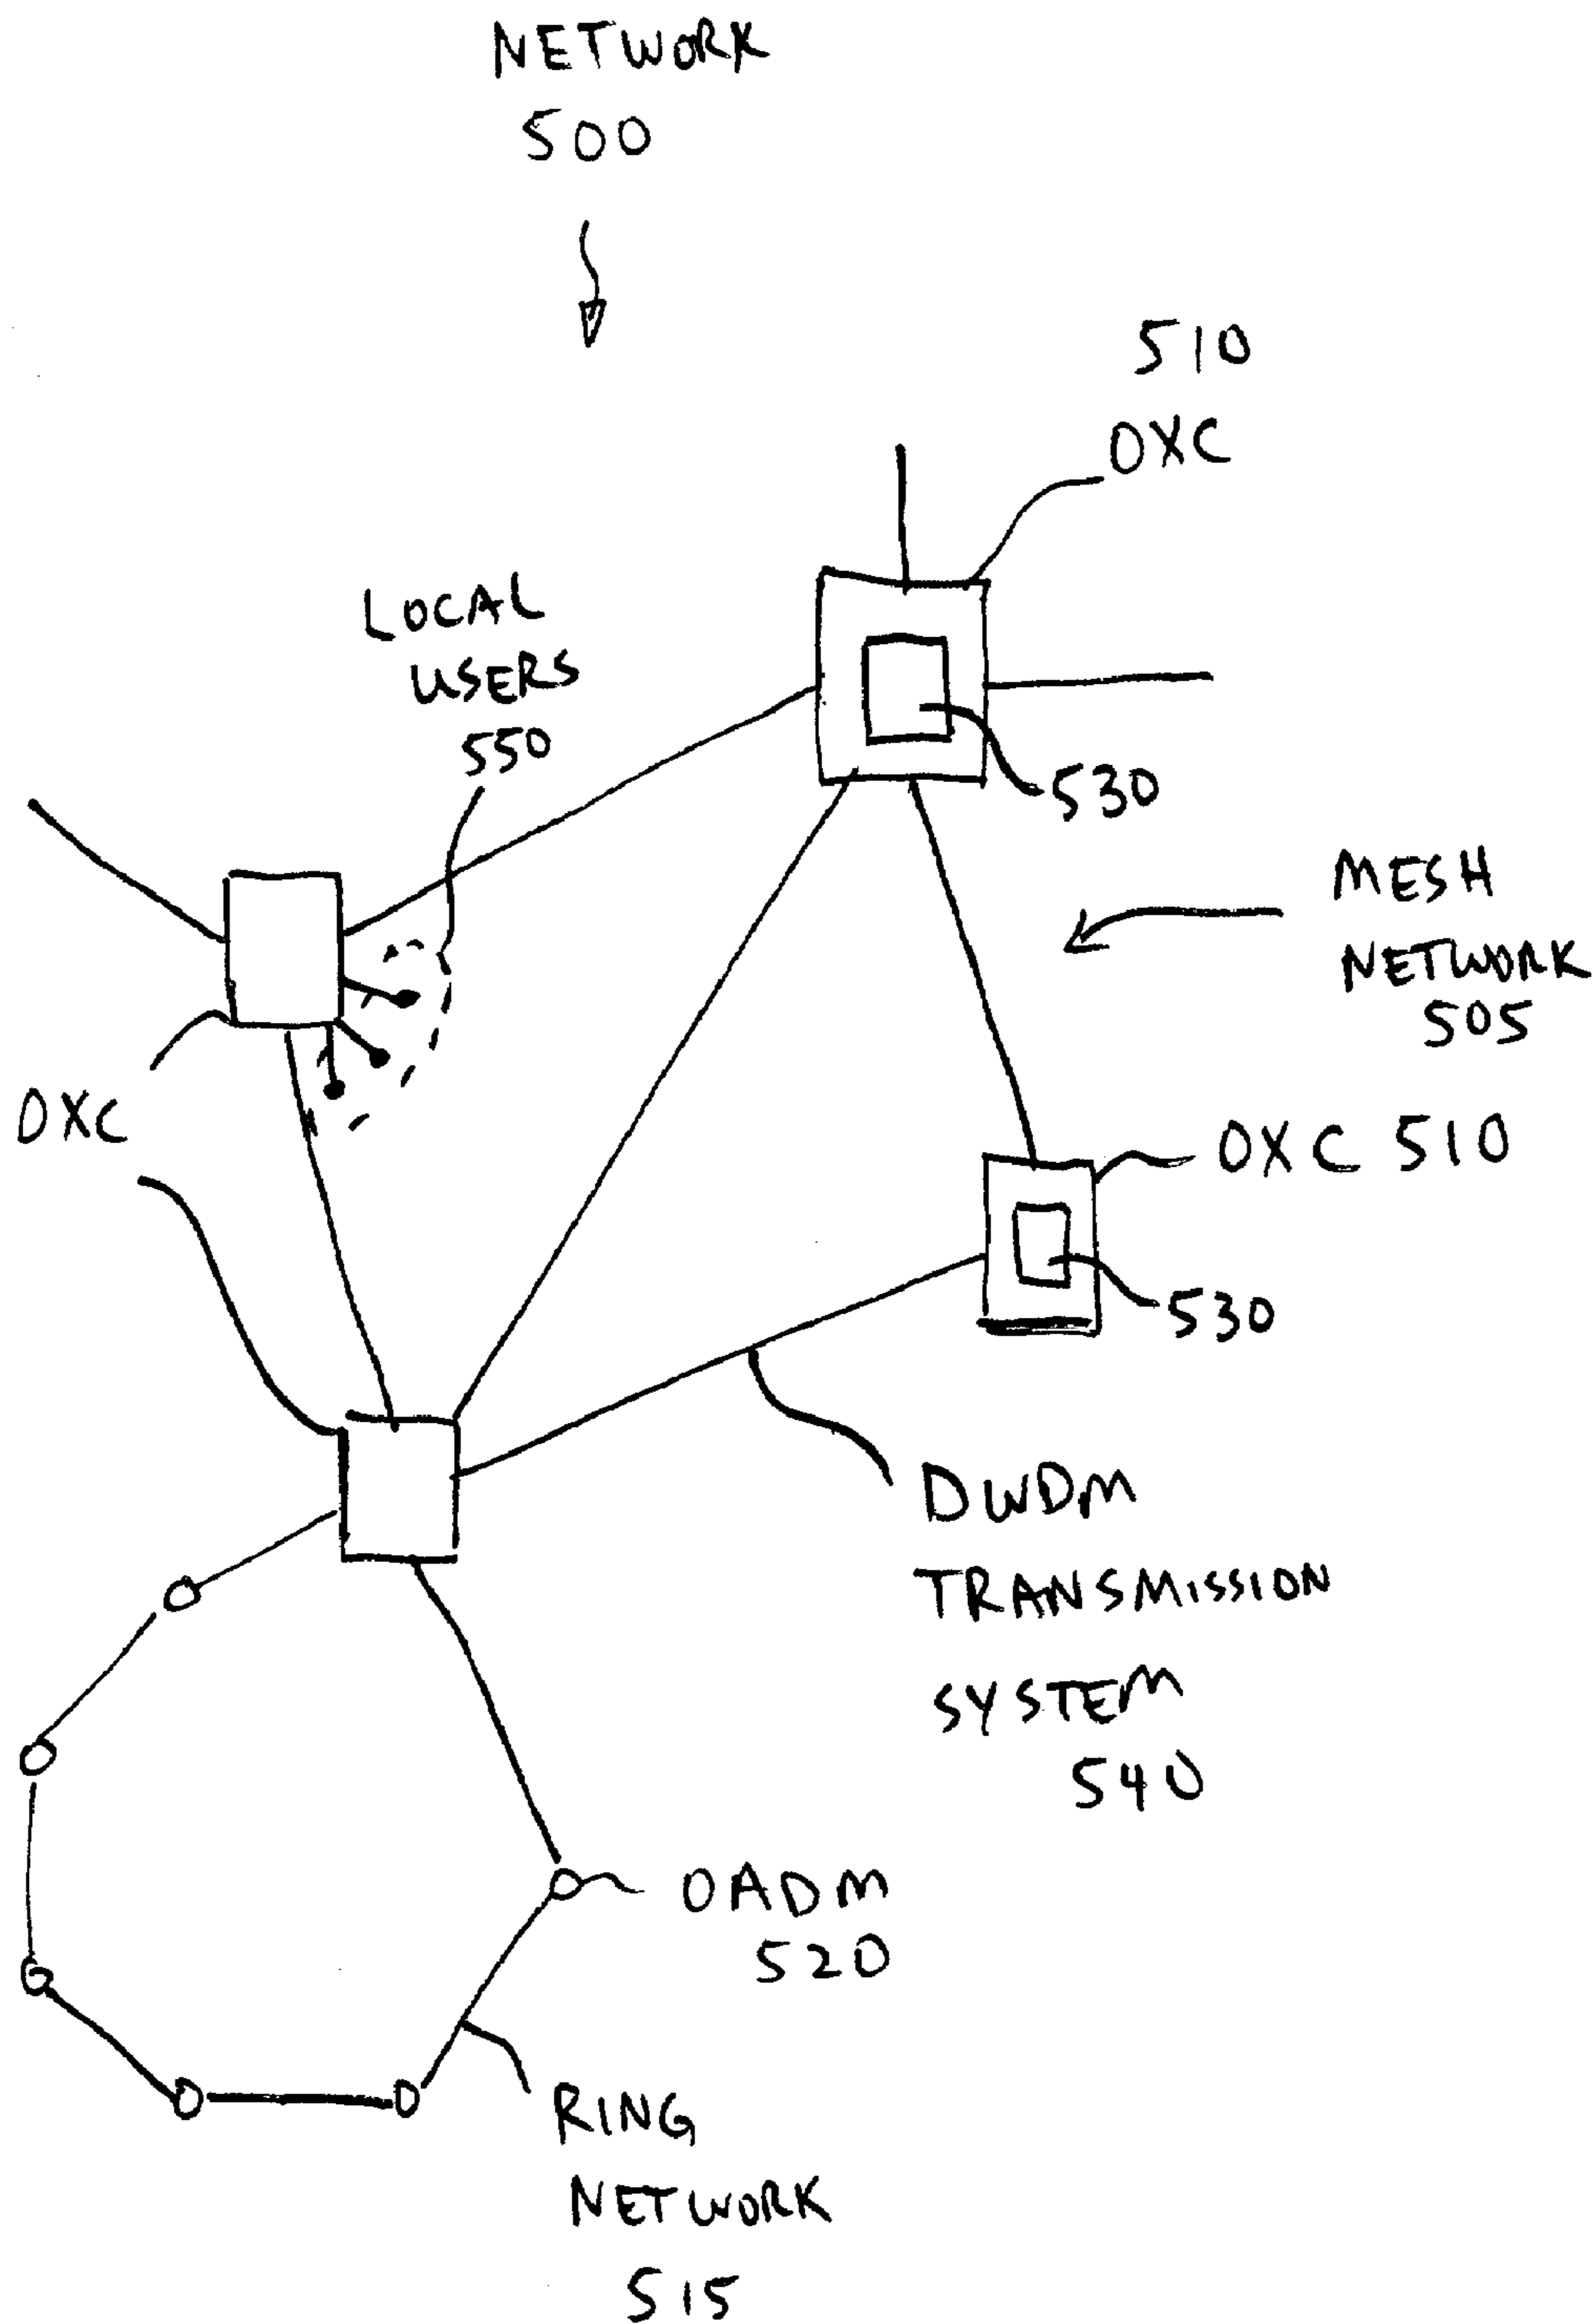 NETWORK
500
510
OXC
LOCAL
USERS
550
530
MESH
NETWORK
505
OXC
OXC 510
530
DWDM
TRANSMISSION
SYSTEM
540
OADM
520
RING
NETWORK
515